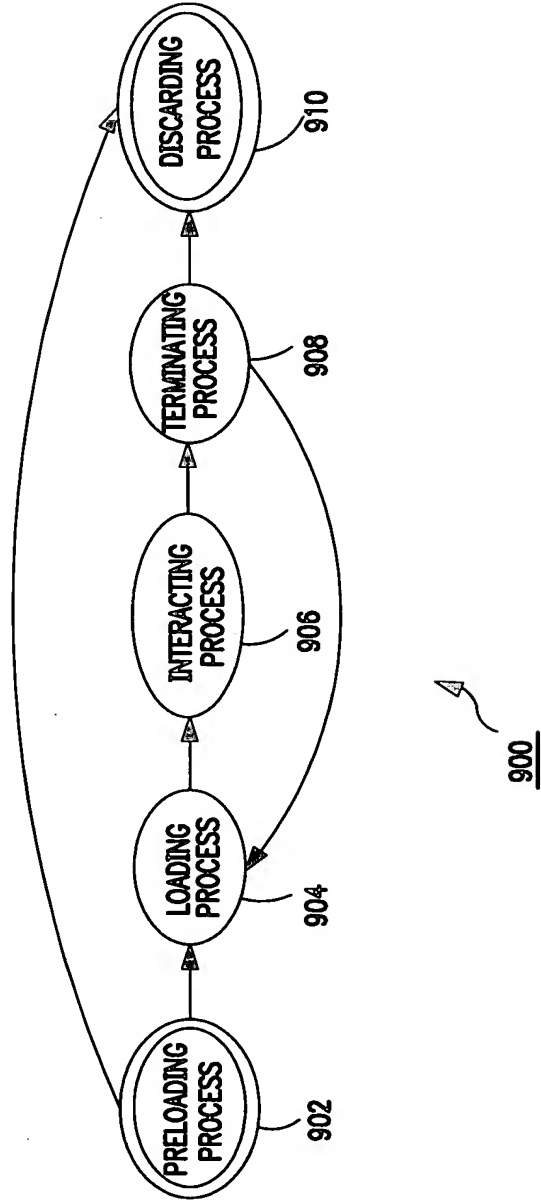 PRELOADING
PROCESS
902
LOADING
PROCESS
904
INTERACTING
PROCESS
906
TERMINATING
PROCESS
908
DISCARDING
PROCESS
910
900